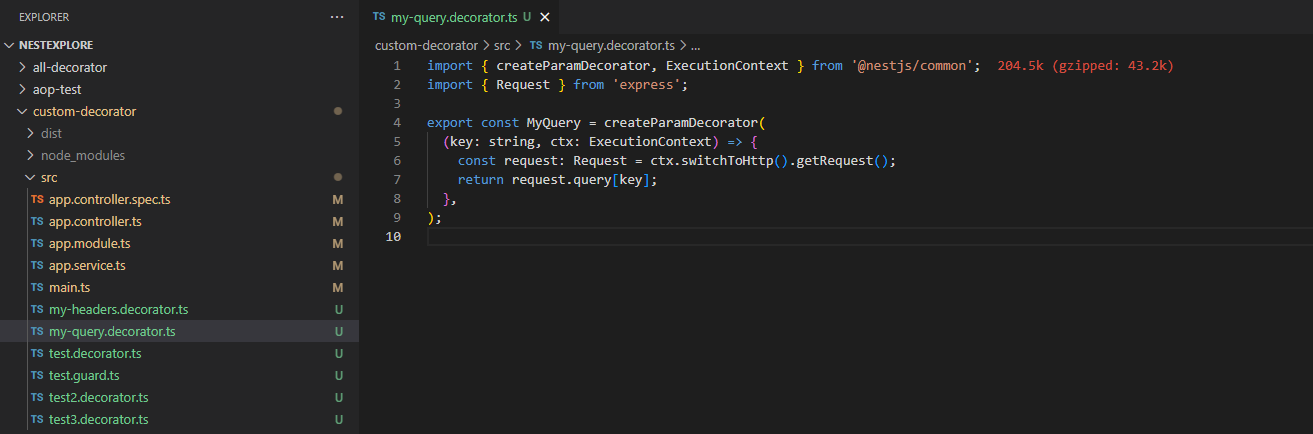 EXPLORER
NESTEXPLORE
all-decorator
aop-test
custom-decorator
dist
node_modules
src
TS app.controller.spec.ts M
TS app.controller.ts M
TS app.module.ts M
TS app.service.ts M
TS main.ts M
TS my-headers.decorator.ts U
TS my-query.decorator.ts U
TS test.decorator.ts U
TS test.guard.ts U
TS test2.decorator.ts U
TS test3.decorator.ts U
TS my-query.decorator.ts U
custom-decorator > src > TS my-query.decorator.ts > ...
1 import { createParamDecorator, ExecutionContext } from '@nestjs/common'; 204.5k (gzipped: 43.2k)
2 import { Request } from 'express';
3
4 export const MyQuery = createParamDecorator(
5 (key: string, ctx: ExecutionContext) => {
6 const request: Request = ctx.switchToHttp().getRequest();
7 return request.query[key];
8 },
9 );
10